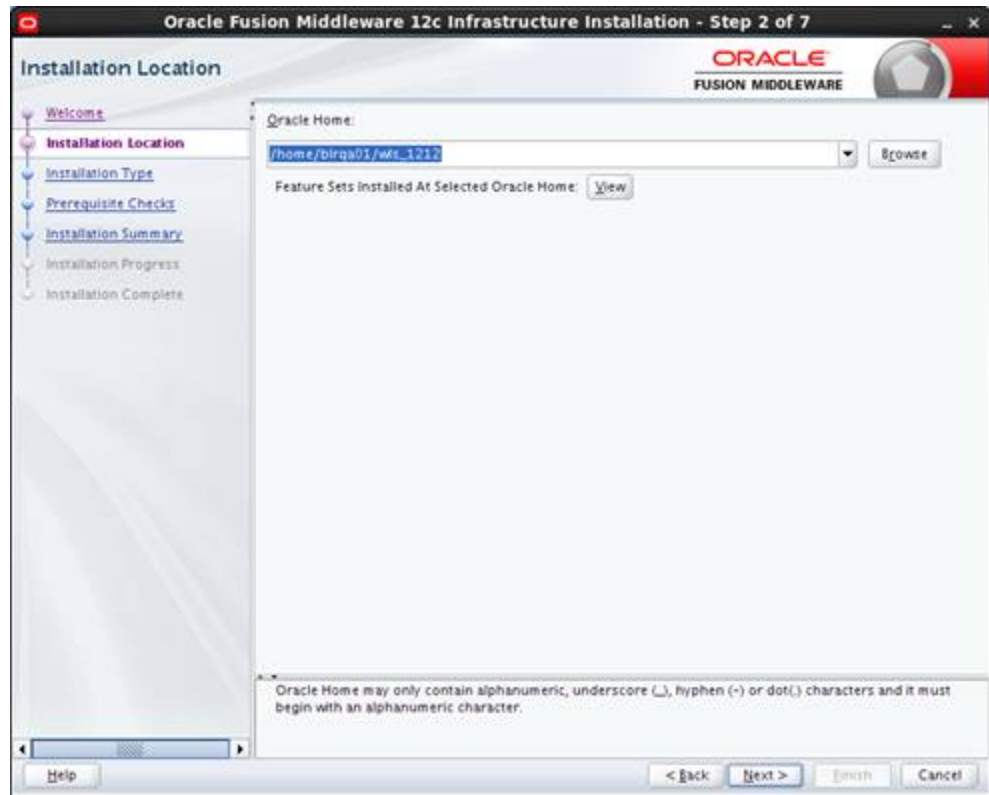 Oracle Fusion Middleware 12c Infrastructure Installation - Step 2 of 7
Installation Location
ORACLE
FUSION MIDDLEWARE
Welcome
Installation Location
Installation Type
Prerequisite Checks
Installation Summary
Installation Progress
Installation Complete
Oracle Home:
/home/blrqa01/wls_1212
Browse
Feature Sets Installed At Selected Oracle Home: View
Oracle Home may only contain alphanumeric, underscore (_), hyphen (-) or dot(.) characters and it must
begin with an alphanumeric character.
Help
< Back
Next >
Finish
Cancel